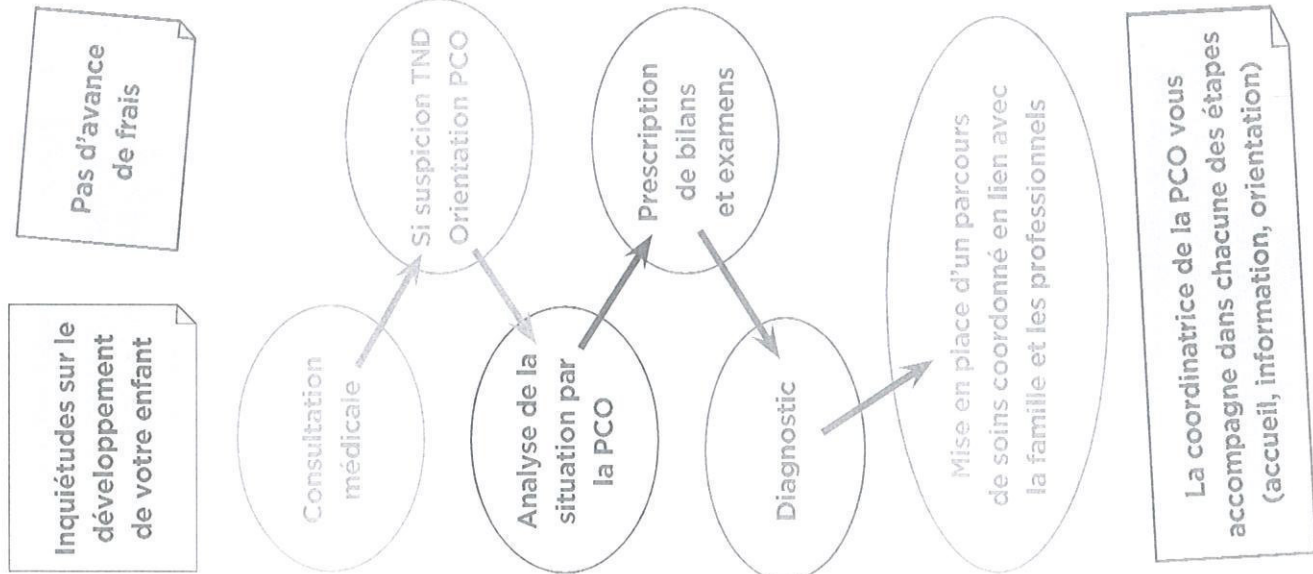 Inquiétudes sur le
développement
de votre enfant
Pas d'avance
de frais
Consultation
médicale
Si suspicion TND
Orientation PCO
Analyse de la
situation par
la PCO
Prescription
de bilans
et examens
Diagnostic
Mise en place d'un parcours
de soins coordonné en lien avec
la famille et les professionnels
La coordinatrice de la PCO vous
accompagne dans chacune des étapes
(accueil, information, orientation)